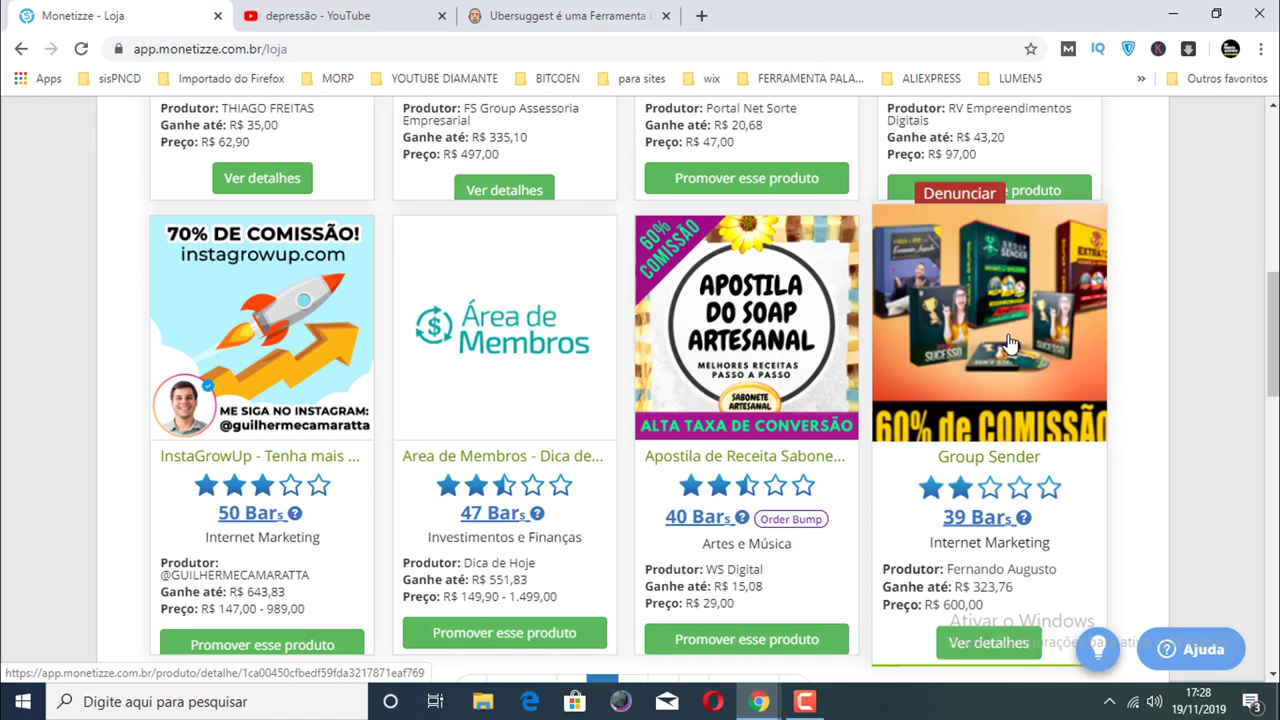 Monetizze - Loja
depressão - YouTube
Ubersuggest é uma Ferramenta
app.monetizze.com.br/loja
Apps
sisPNCD
Importado do Firefox
MORP
YOUTUBE DIAMANTE
BITCOEN
para sites
wix
FERRAMENTA PALA...
ALIEXPRESS
LUMEN5
»
Outros favoritos
Produtor: THIAGO FREITAS
Ganhe até: R$ 35,00
Preço: R$ 62,90
Ver detalhes
Produtor: FS Group Assessoria
Empresarial
Ganhe até: R$ 335,10
Preço: R$ 497,00
Ver detalhes
Produtor: Portal Net Sorte
Ganhe até: R$ 20,68
Preço: R$ 47,00
Promover esse produto
Produtor: RV Empreendimentos
Digitais
Ganhe até: R$ 43,20
Preço: R$ 97,00
Denunciar
e produto
70% DE COMISSÃO!
instagrowup.com
ME SIGA NO INSTAGRAM:
@guilhermecamaratta
InstaGrowUp - Tenha mais ...
50 Bars
Internet Marketing
Produtor:
@GUILHERMECAMARATTA
Ganhe até: R$ 643,83
Preço: R$ 147,00 - 989,00
Promover esse produto
Área de
Membros
Area de Membros - Dica de...
47 Bars
Investimentos e Finanças
Produtor: Dica de Hoje
Ganhe até: R$ 551,83
Preço: R$ 149,90 - 1.499,00
Promover esse produto
60%
COMISSÃO
APOSTILA
DO SOAP
ARTESANAL
MELHORES RECEITAS
PASSO A PASSO
SABONETE
ARTESANAL
ALTA TAXA DE CONVERSÃO
Apostila de Receita Sabone...
40 Bars
Order Bump
Artes e Música
Produtor: WS Digital
Ganhe até: R$ 15,08
Preço: R$ 29,00
Promover esse produto
GROUP
SENDER
EXTRATO
SUCESSO
SUCESSO
60% de COMISSÃO
Group Sender
39 Bars
Internet Marketing
Produtor: Fernando Augusto
Ganhe até: R$ 323,76
Preço: R$ 600,00
Ver detalhes
Ativar o Windows
Ajuda
https://app.monetizze.com.br/produto/detalhe/1ca00450cfbedf59fda3217871eaf769
Digite aqui para pesquisar
17:28
19/11/2019
3